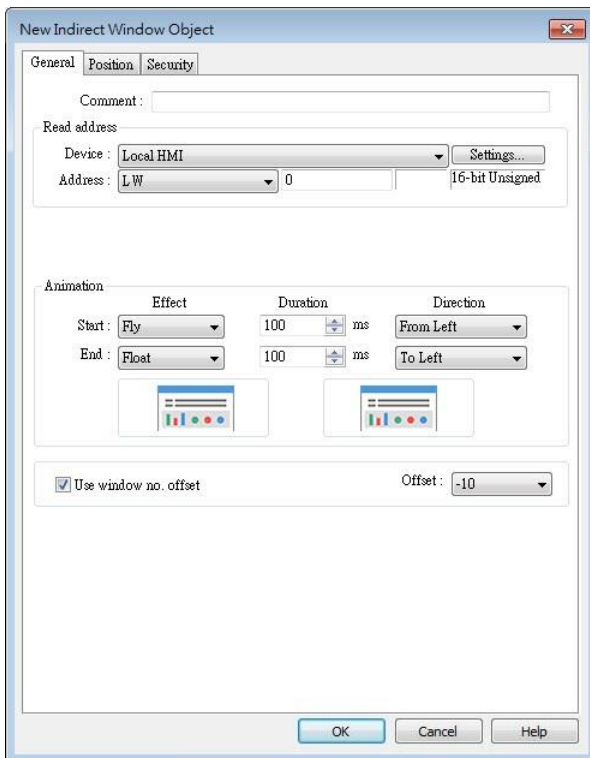 New Indirect Window Object
General Position Security
Comment :
Read address
Device : Local HMI Settings...
Address : LW 0 16-bit Unsigned
Animation
Effect Duration Direction
Start : Fly 100 ms From Left
End : Float 100 ms To Left
Use window no. offset Offset : -10
OK Cancel Help